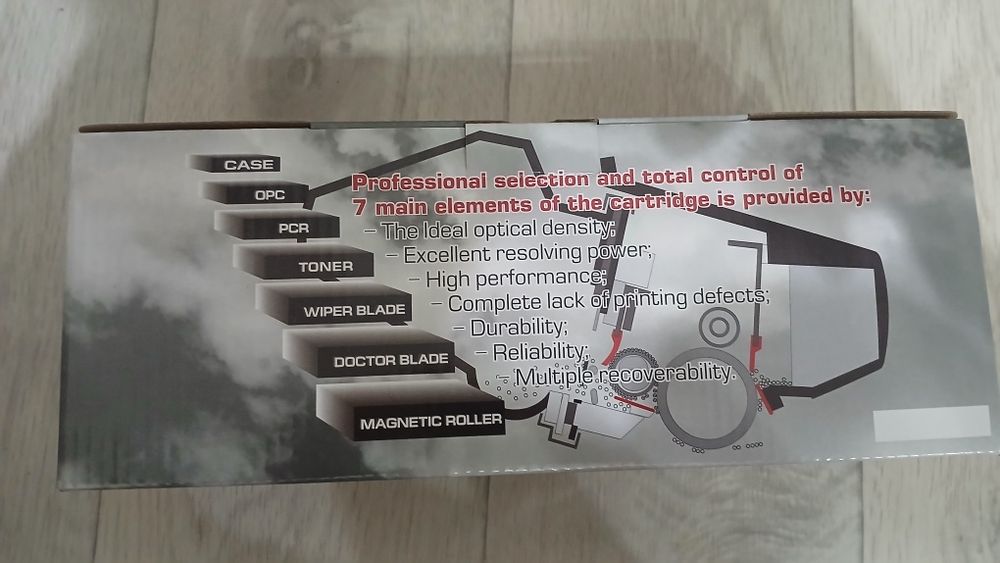 CASE
OPC
PCR
TONER
WIPER BLADE
DOCTOR BLADE
MAGNETIC ROLLER
Professional selection and total control of
7 main elements of the cartridge is provided by:
– The Ideal optical density;
– Excellent resolving power;
– High performance;
– Complete lack of printing defects;
– Durability;
– Reliability;
– Multiple recoverability.